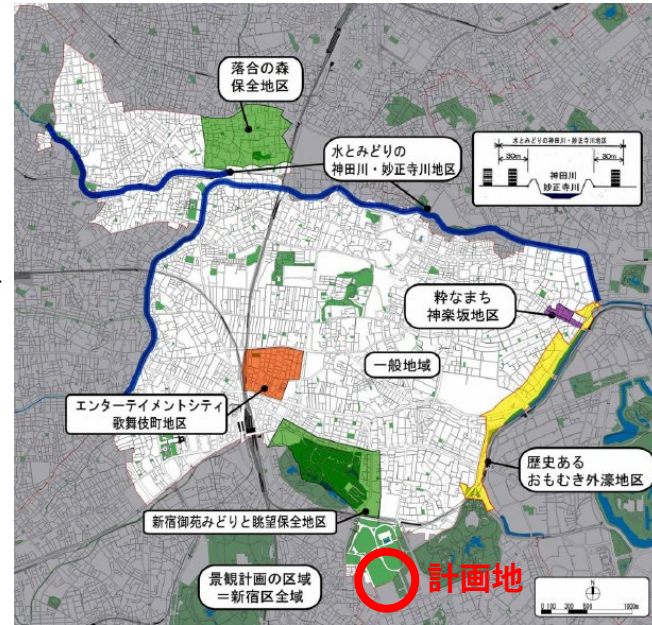 落合の森
保全地区
水とみどりの
神田川・妙正寺川地区
水とみどりの神田川・妙正寺川地区
30m
30m
神田川
妙正寺川
粋なまち
神楽坂地区
一般地域
エンターテイメントシティ
歌舞伎町地区
歴史ある
おもむき外濠地区
新宿御苑みどりと眺望保全地区
計画地
景観計画の区域
＝新宿区全域
N
0 100 300 500 1000m